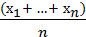 (x₁+ ...+ xₙ)
n